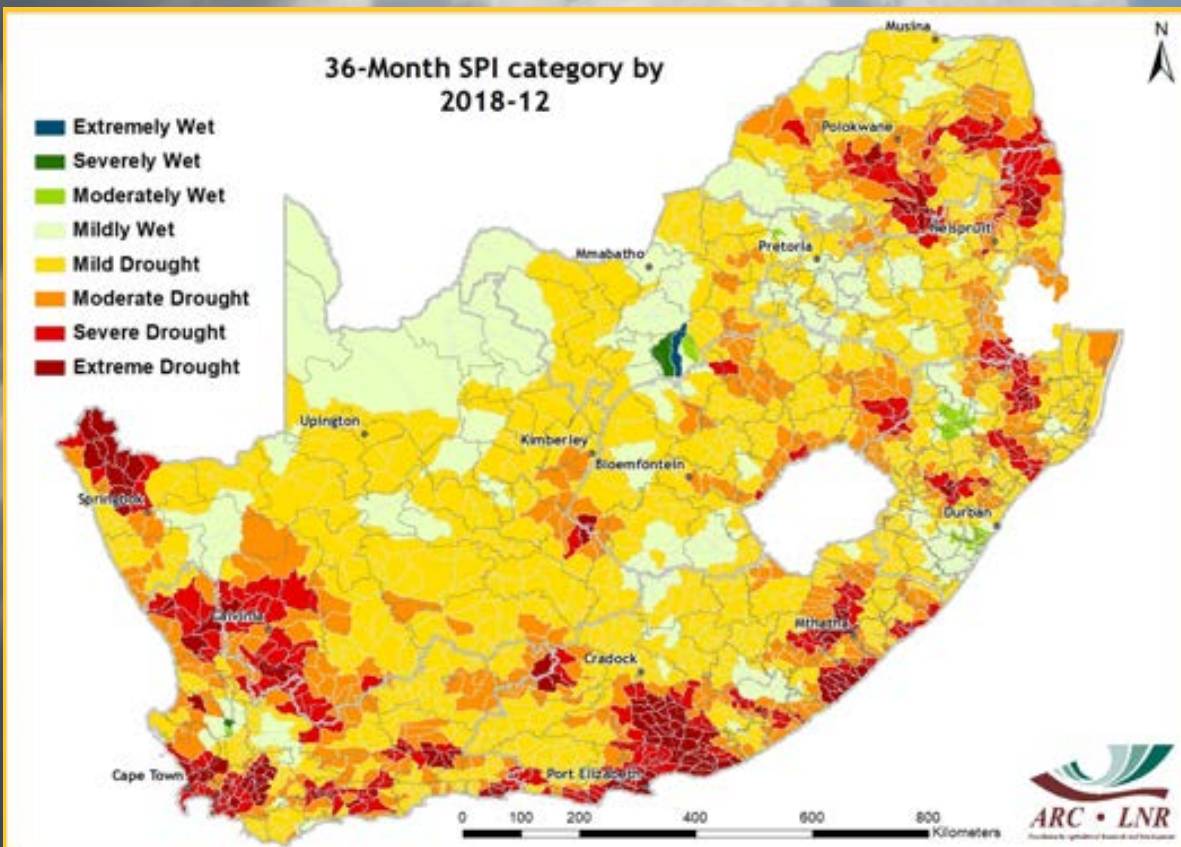 36-Month SPI category by
2018-12
N
Extremely Wet
Severely Wet
Moderately Wet
Mildly Wet
Mild Drought
Moderate Drought
Severe Drought
Extreme Drought
Musina
Polokwane
Nelspruit
Pretoria
Mmabatho
Upington
Kimberley
Bloemfontein
Springbok
Durban
Calvinia
Mthatha
Cradock
Cape Town
Port Elizabeth
0 100 200 400 600 800
Kilometers
ARC • LNR